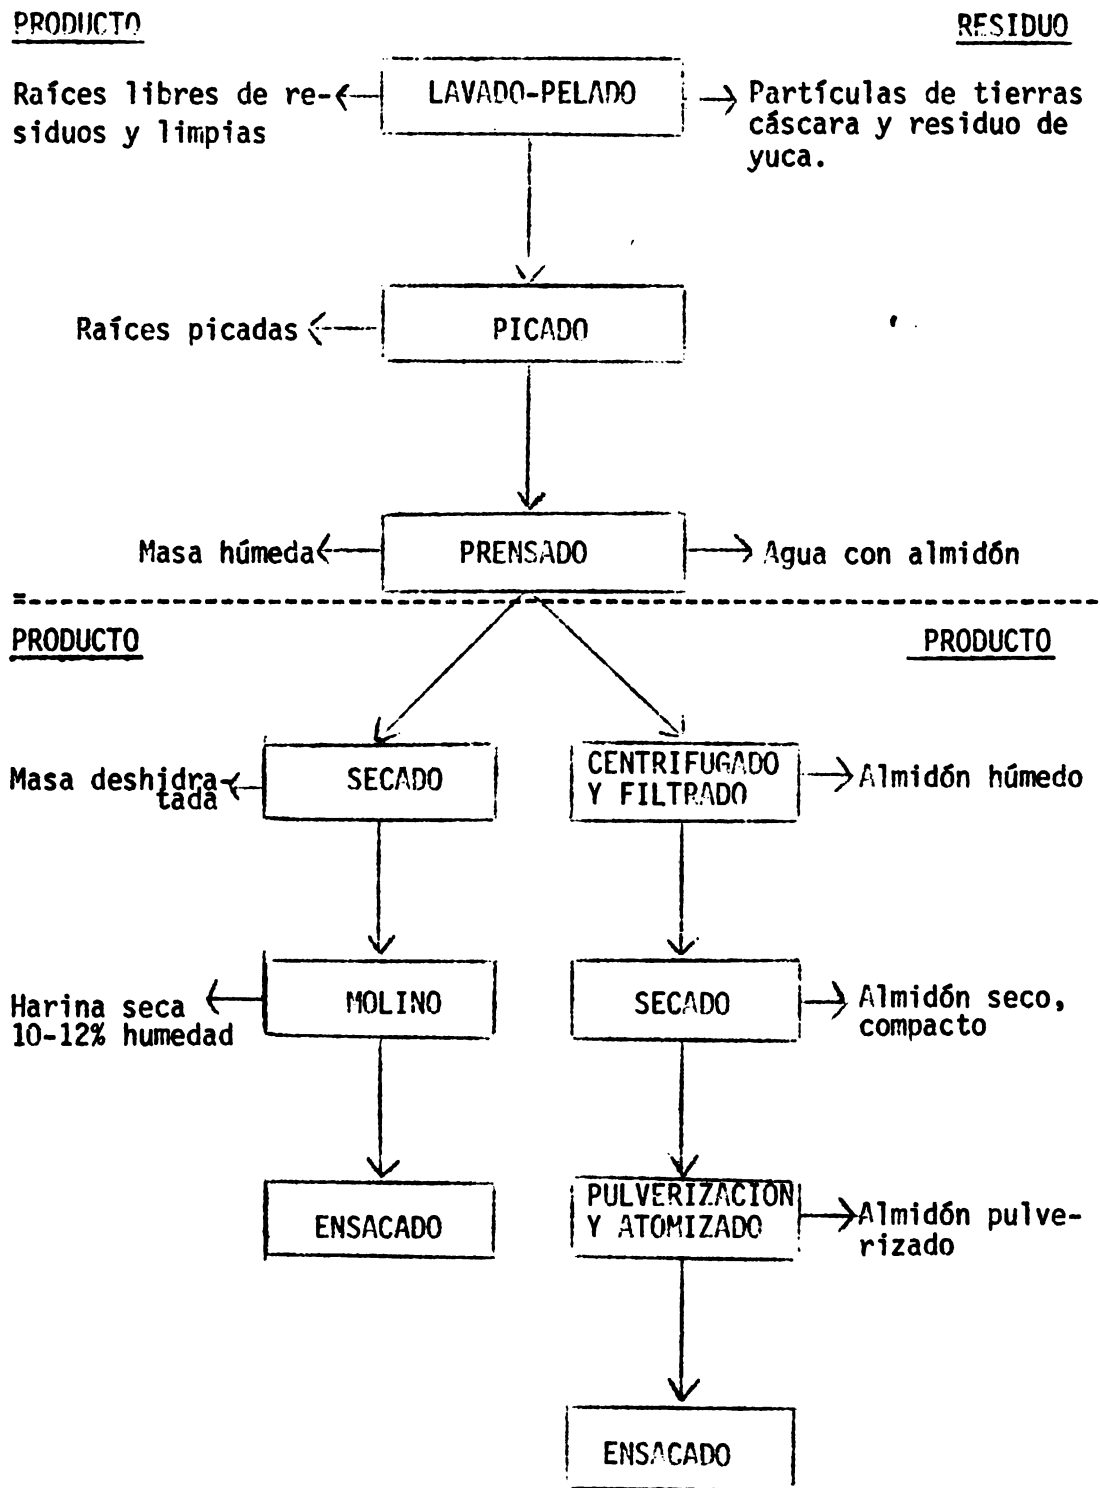 PRODUCTO
RESIDUO
Raíces libres de re-
siduos y limpias
LAVADO-PELADO
Partículas de tierras
cáscara y residuo de
yuca.
Raíces picadas
PICADO
Masa húmeda
PRENSADO
Agua con almidón
PRODUCTO
PRODUCTO
Masa deshidra-
tada
SECADO
CENTRIFUGADO
Y FILTRADO
Almidón húmedo
Harina seca
10-12% humedad
MOLINO
SECADO
Almidón seco,
compacto
ENSACADO
PULVERIZACION
Y ATOMIZADO
Almidón pulve-
rizado
ENSACADO